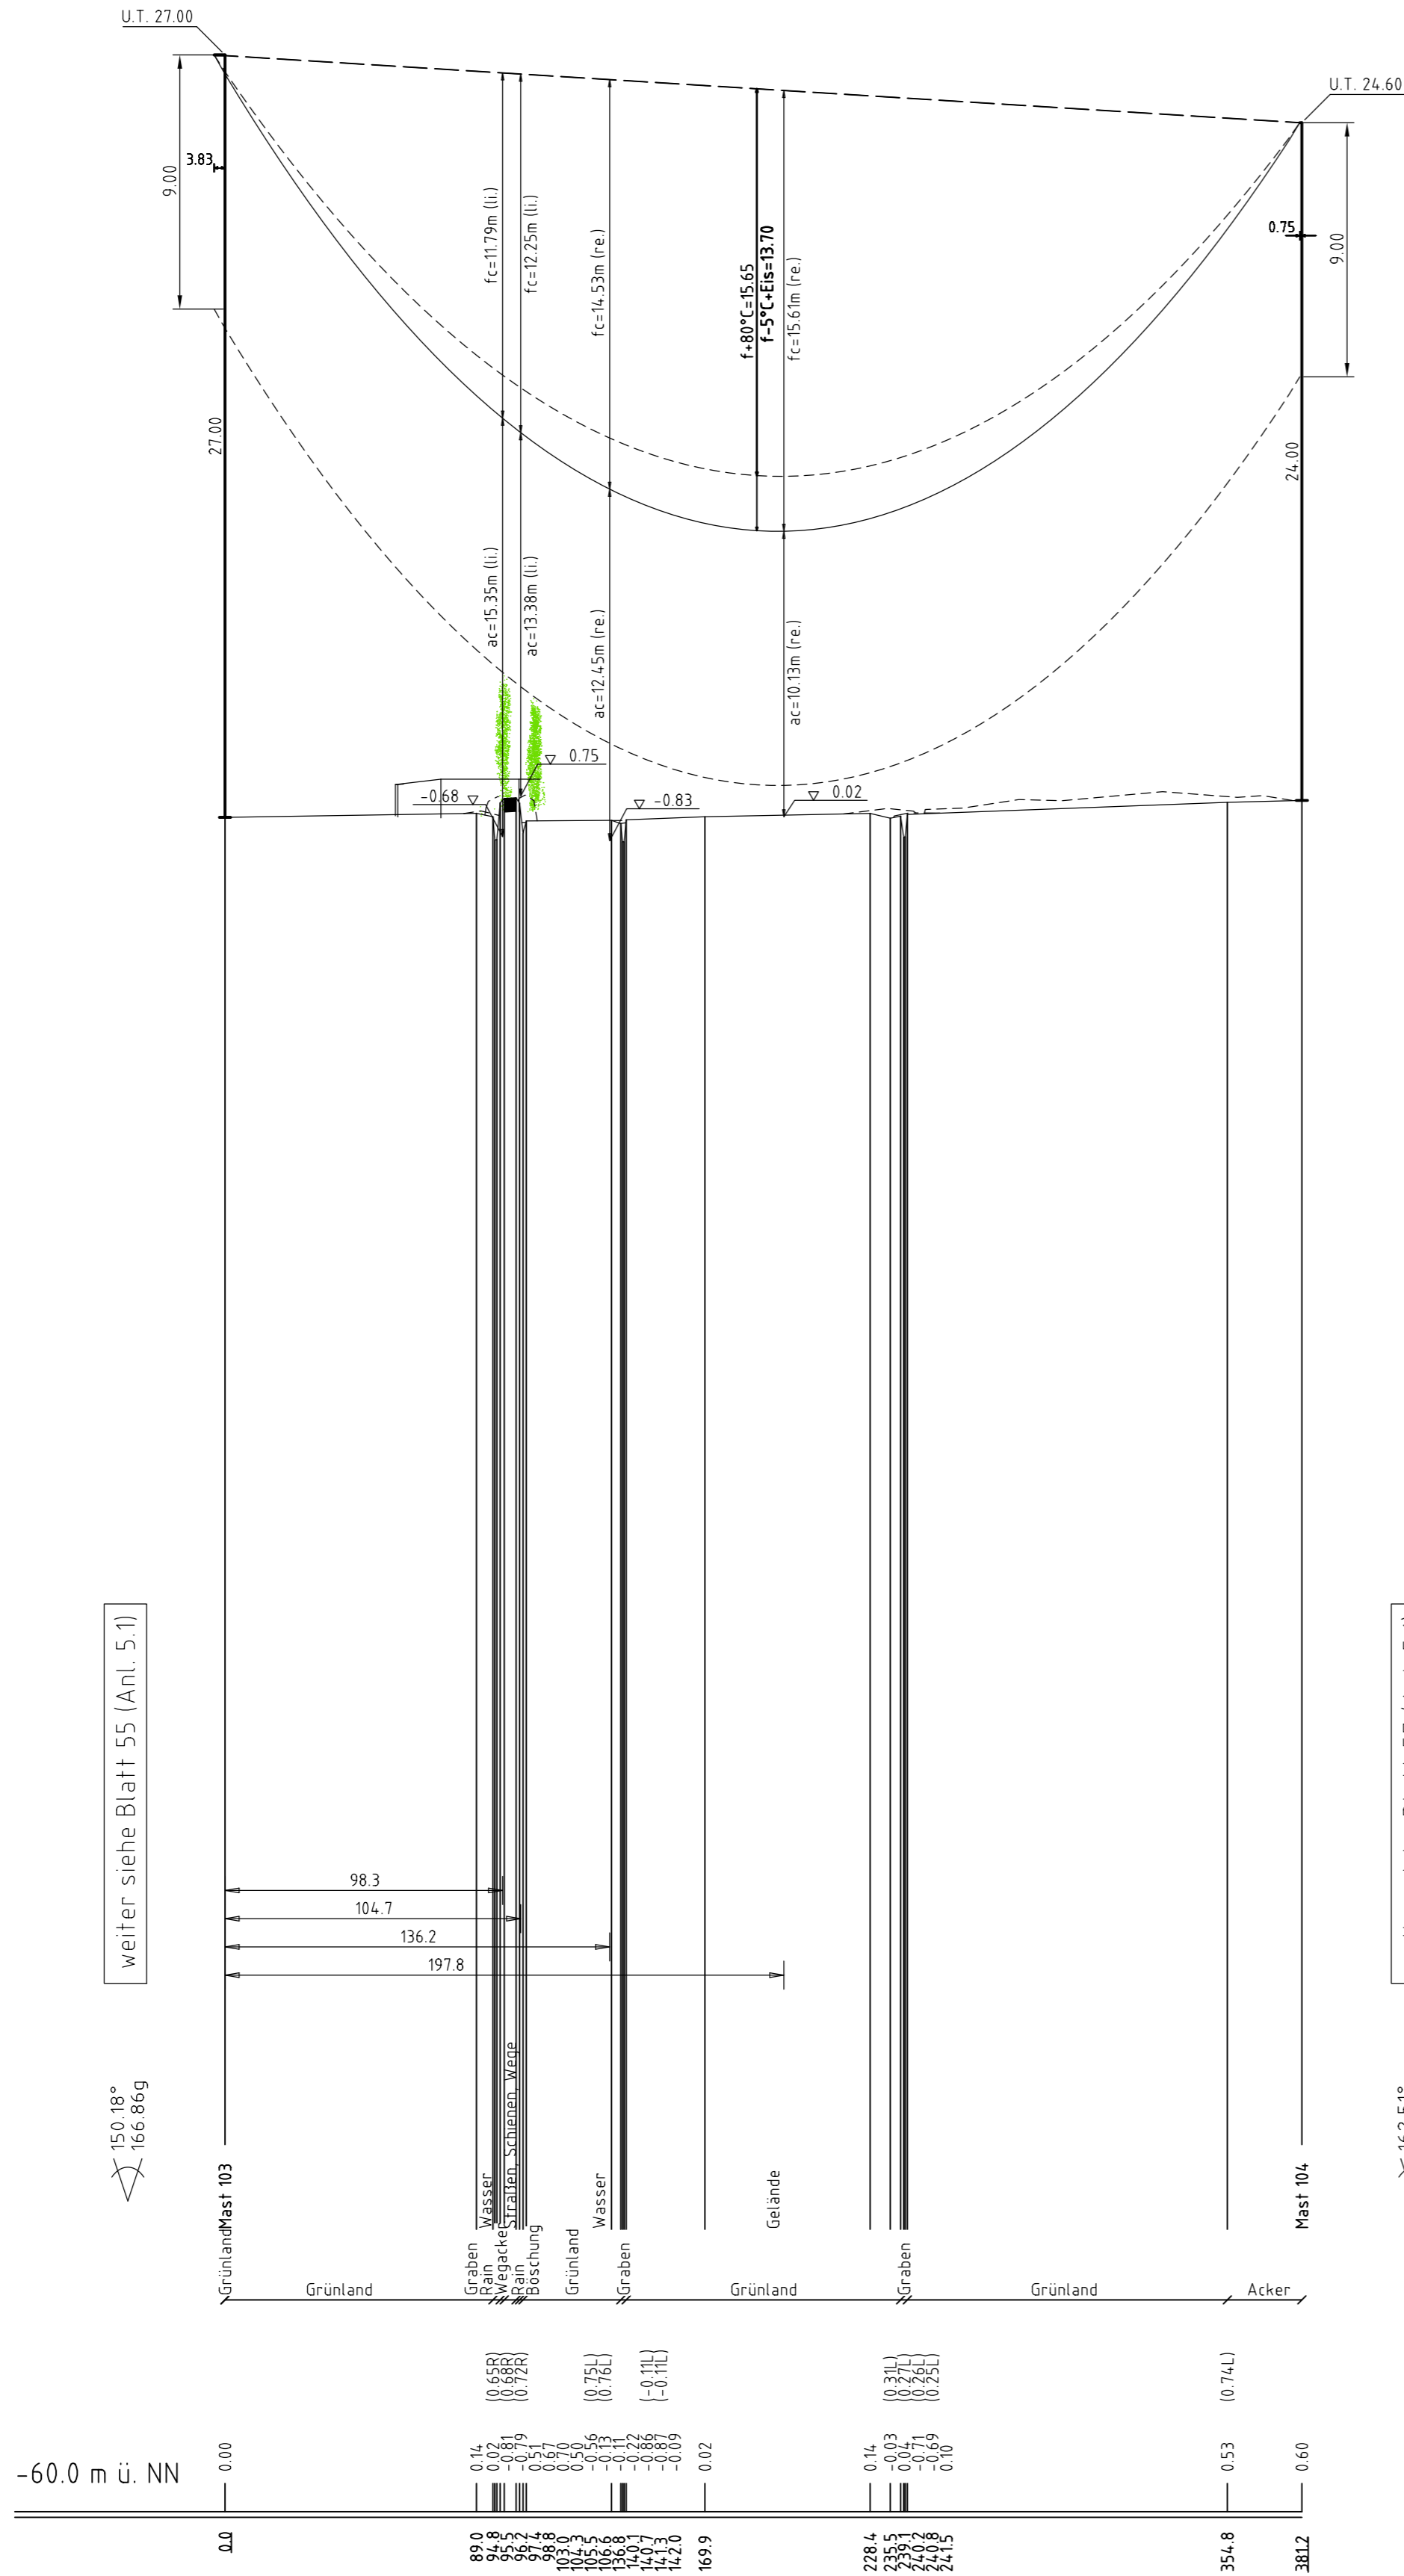 U.T. 27.00
U.T. 24.60
9.00
3.83
27.00
fc=11.79m (li.)
fc=12.25m (li.)
fc=14.53m (re.)
f+80°C=15.65
f-5°C+Eis=13.70
fc=15.61m (re.)
0.75
9.00
24.00
ac=15.35m (li.)
ac=13.38m (li.)
ac=12.45m (re.)
ac=10.13m (re.)
-0.68
0.75
-0.83
0.02
weiter siehe Blatt 55 (Anl. 5.1)
98.3
104.7
136.2
197.8
150.18°
166.86g
Mast 103
Wasser
Straßen, Schienen, Wege
Wasser
Gelände
Mast 104
Grünland
Grünland
Graben
Rain
Wegacker
Rain
Böschung
Grünland
Graben
Grünland
Graben
Grünland
Acker
(0.65R)
(0.68R)
(0.72R)
(0.75L)
(0.76L)
(-0.11L)
(-0.11L)
(0.31L)
(0.27L)
(0.26L)
(0.25L)
(0.74L)
-60.0 m ü. NN
0.00
0.14
0.02
-0.81
-0.79
0.51
0.67
0.70
0.50
-0.56
-0.13
-0.11
-0.22
-0.86
-0.87
-0.09
0.02
0.14
-0.03
0.04
-0.71
-0.69
0.10
0.53
0.60
0.0
89.0
94.8
95.5
96.2
97.4
98.8
103.0
104.3
105.5
106.6
136.8
140.1
140.7
141.3
142.0
169.9
228.4
235.5
239.1
240.2
240.8
241.5
354.8
381.2